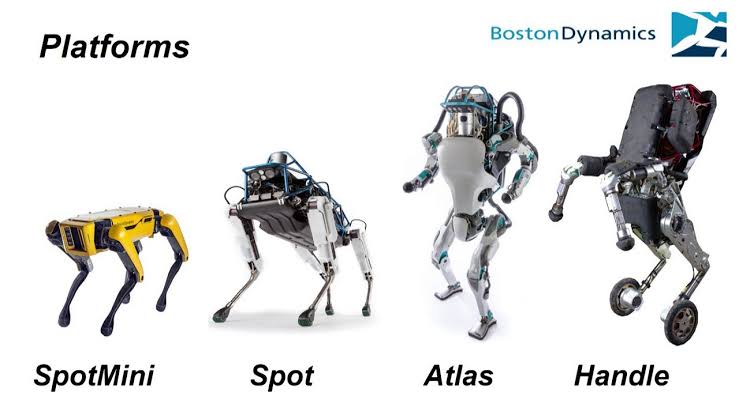 Platforms
BostonDynamics
SpotMini
Spot
Atlas
Handle